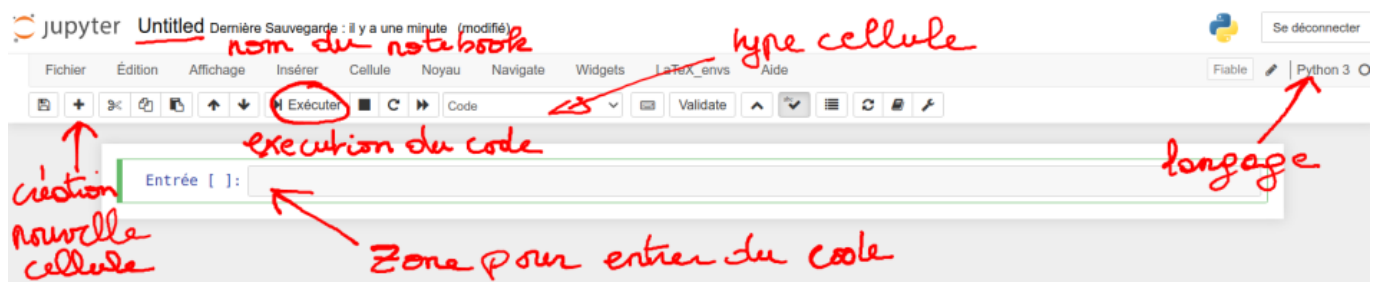 jupyter Untitled Dernière Sauvegarde : il y a une minute (modifié)
Se déconnecter
nom du notebook
type cellule
Fichier Édition Affichage Insérer Cellule Noyau Navigate Widgets LaTeX_envs Aide
Fiable Python 3
Exécuter Code Validate
execution du code
langage
création
nouvelle
cellule
Entrée [ ]:
Zone pour entrer du code